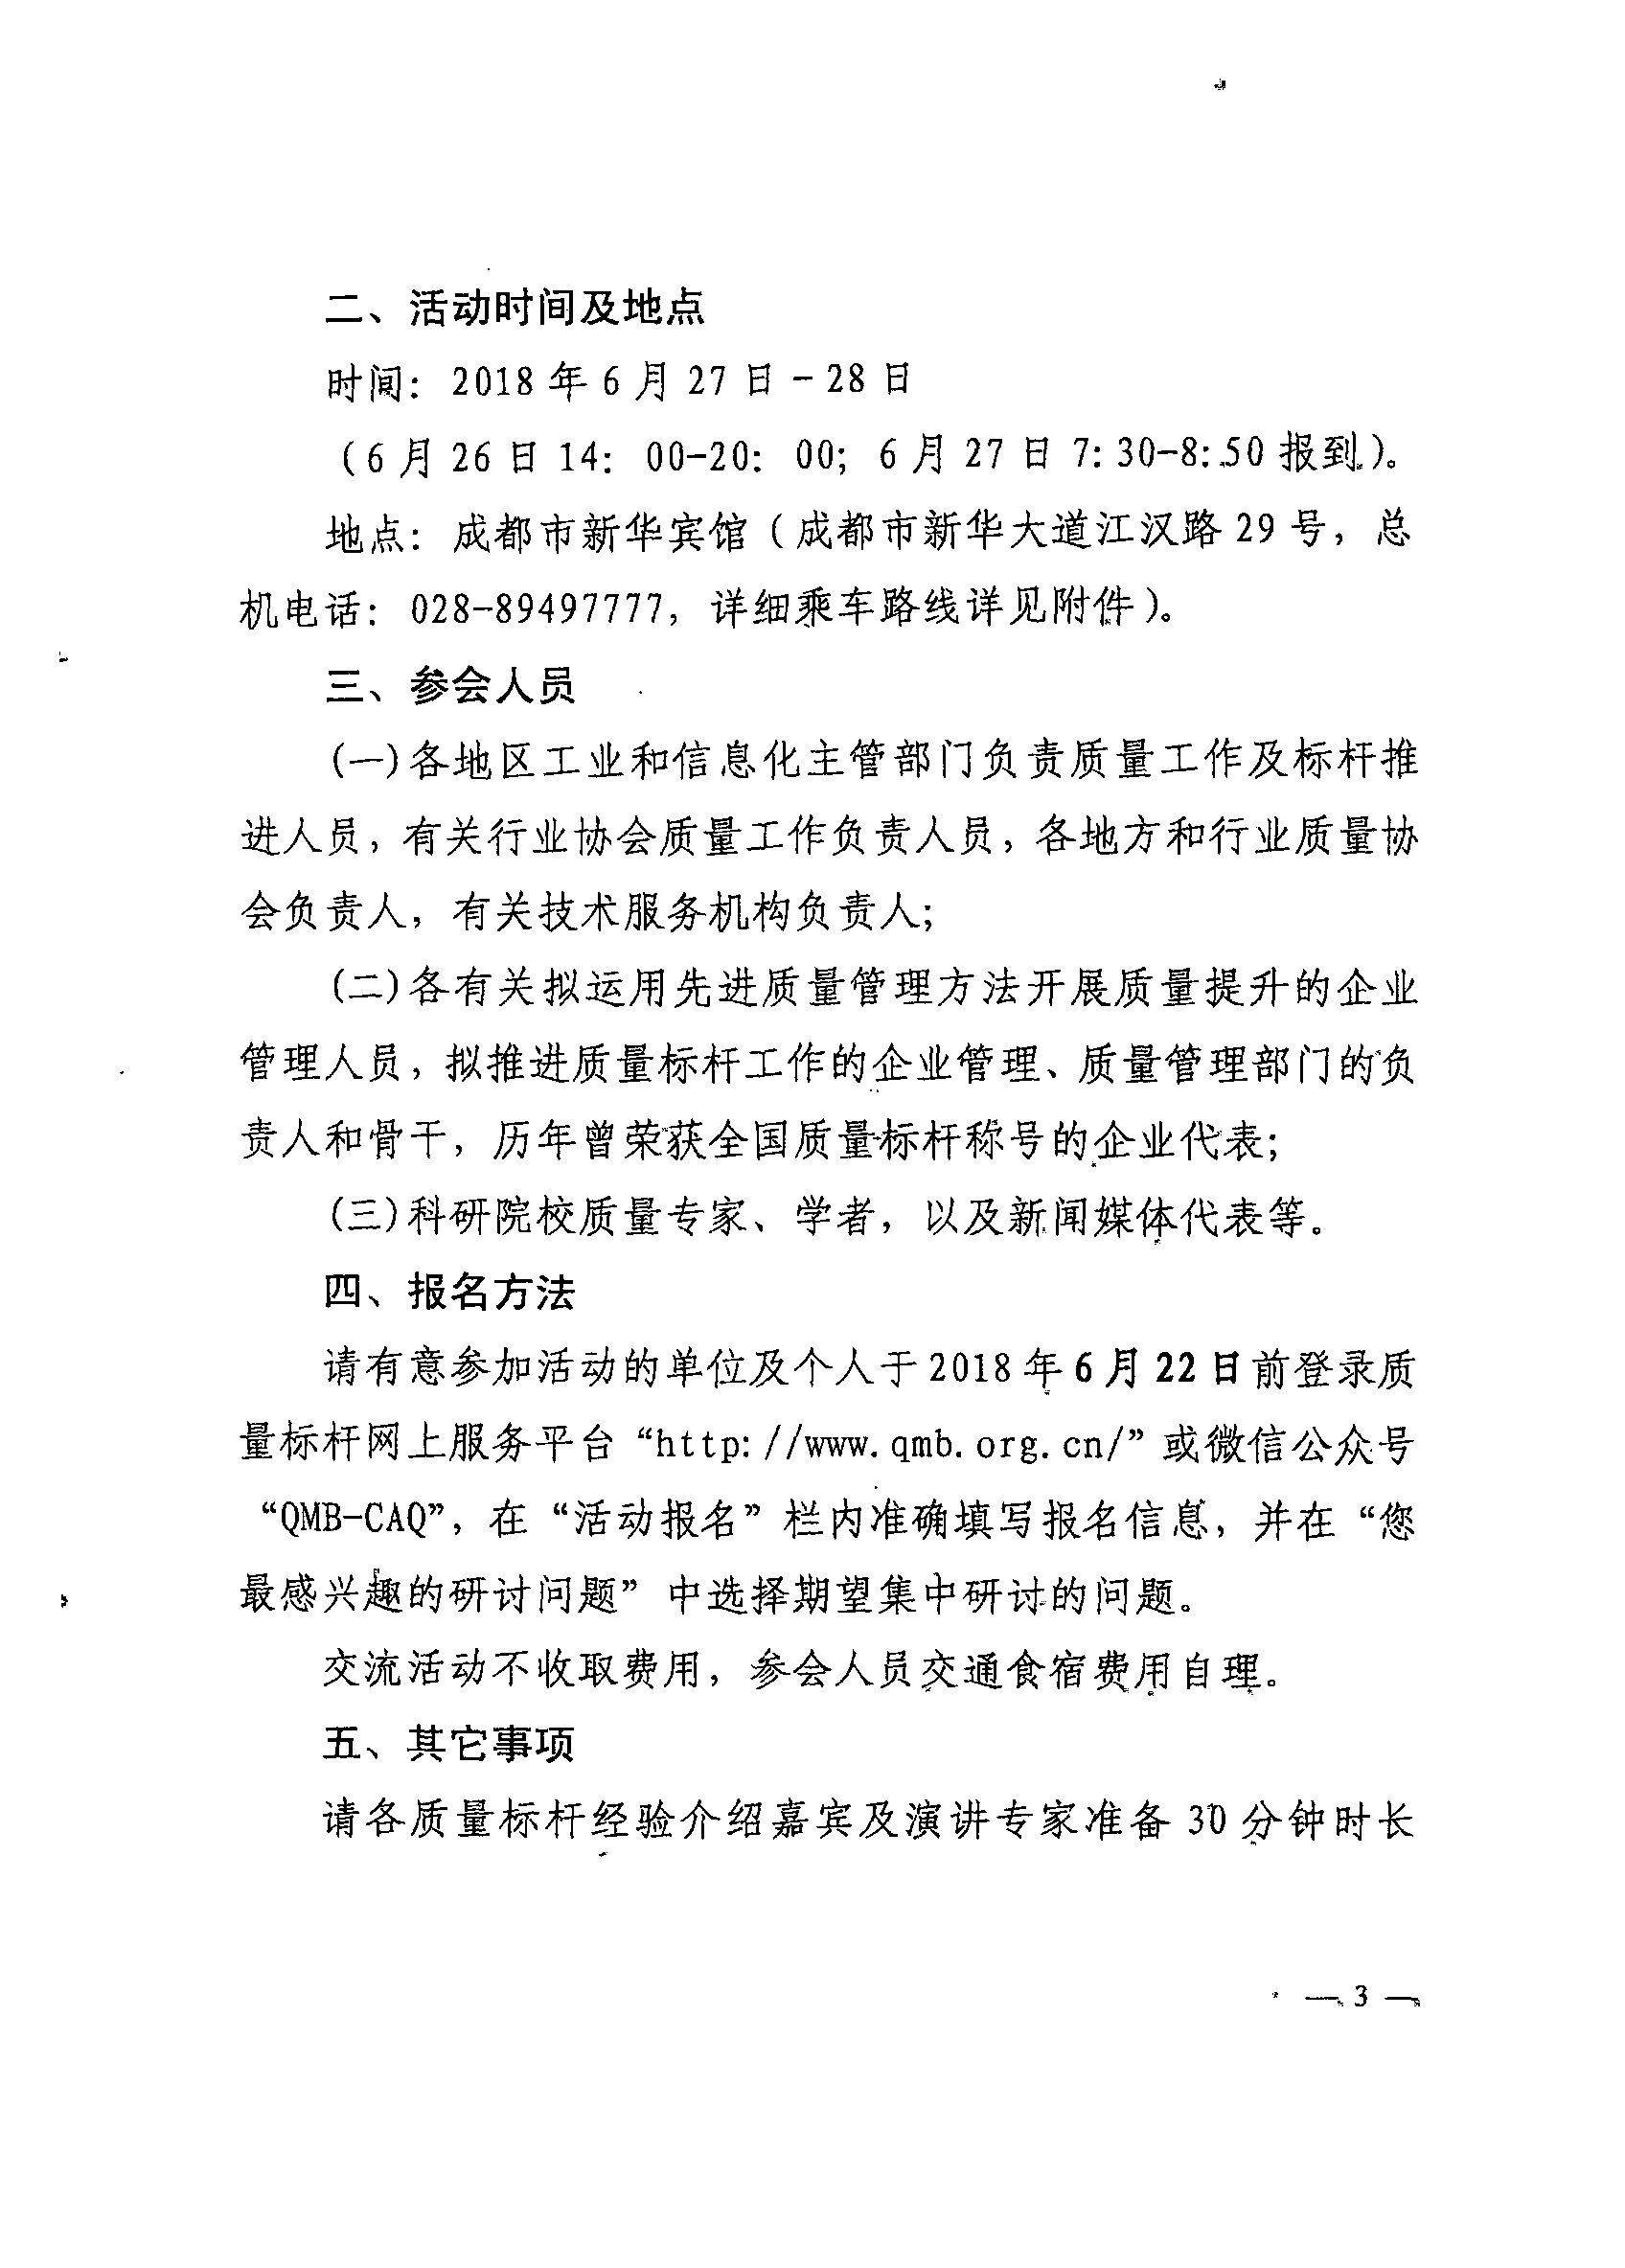 二、活动时间及地点
时间：2018 年 6 月 27 日－28 日
（6 月 26 日 14：00-20：00；6 月 27 日 7:30-8:50 报到）。
地点：成都市新华宾馆（成都市新华大道江汉路 29 号，总
机电话：028-89497777，详细乘车路线详见附件）。
三、参会人员
(一)各地区工业和信息化主管部门负责质量工作及标杆推
进人员，有关行业协会质量工作负责人员，各地方和行业质量协
会负责人，有关技术服务机构负责人；
(二)各有关拟运用先进质量管理方法开展质量提升的企业
管理人员，拟推进质量标杆工作的企业管理、质量管理部门的负
责人和骨干，历年曾荣获全国质量标杆称号的企业代表；
(三)科研院校质量专家、学者，以及新闻媒体代表等。
四、报名方法
请有意参加活动的单位及个人于 2018 年 6 月 22 日前登录质
量标杆网上服务平台“http://www.qmb.org.cn/”或微信公众号
“QMB-CAQ”，在“活动报名”栏内准确填写报名信息，并在“您
最感兴趣的研讨问题”中选择期望集中研讨的问题。
交流活动不收取费用，参会人员交通食宿费用自理。
五、其它事项
请各质量标杆经验介绍嘉宾及演讲专家准备 30 分钟时长
— 3 —